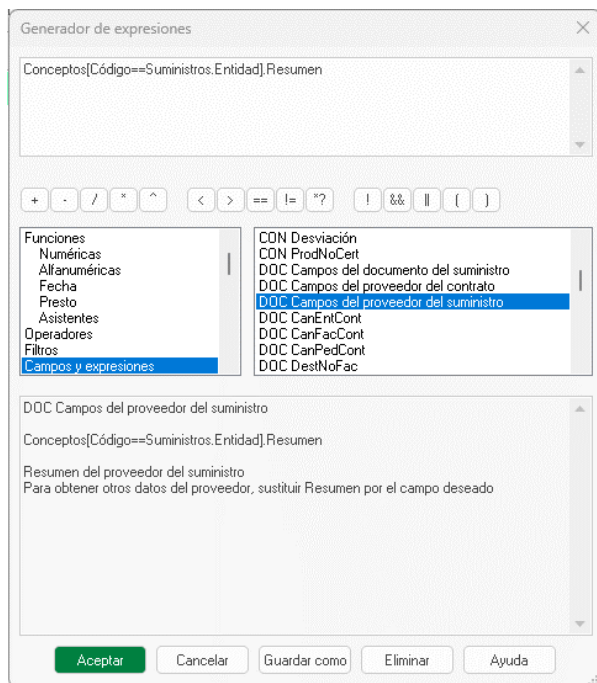 Generador de expresiones
Conceptos[Código==Suministros.Entidad].Resumen
+ - / * ^ < > == != *? ! && || ( )
Funciones
Numéricas
Alfanuméricas
Fecha
Presto
Asistentes
Operadores
Filtros
Campos y expresiones
CON Desviación
CON ProdNoCert
DOC Campos del documento del suministro
DOC Campos del proveedor del contrato
DOC Campos del proveedor del suministro
DOC CanEntCont
DOC CanFacCont
DOC CanPedCont
DOC DestNoFac
DOC Campos del proveedor del suministro
Conceptos[Código==Suministros.Entidad].Resumen
Resumen del proveedor del suministro
Para obtener otros datos del proveedor, sustituir Resumen por el campo deseado
Aceptar Cancelar Guardar como Eliminar Ayuda